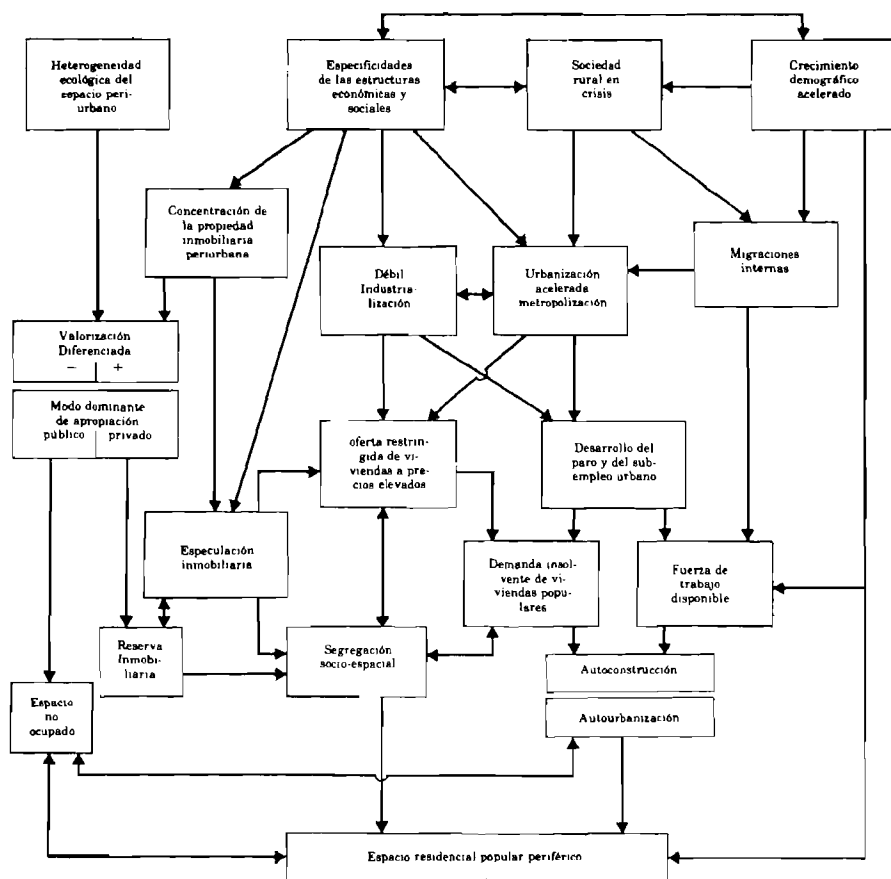 Heterogeneidad
ecológica del
espacio peri-
urbano
Especificidades
de las estructuras
económicas y
sociales
Sociedad
rural en
crisis
Crecimiento
demográfico
acelerado
Concentración de
la propiedad
inmobiliaria
periurbana
Débil
Industria-
lización
Urbanización
acelerada
metropolización
Migraciones
internas
Valorización
Diferenciada
− +
Modo dominante
de apropiación
público privado
oferta restrin-
gida de vi-
viendas a pre-
cios elevados
Desarrollo del
paro y del sub-
empleo urbano
Especulación
inmobiliaria
Demanda insol-
vente de vi-
viendas popu-
lares
Fuerza de
trabajo
disponible
Reserva
Inmobi-
liaria
Segregación
socio-espacial
Autoconstrucción
Espacio
no
ocupado
Autourbanización
Espacio residencial popular periférico